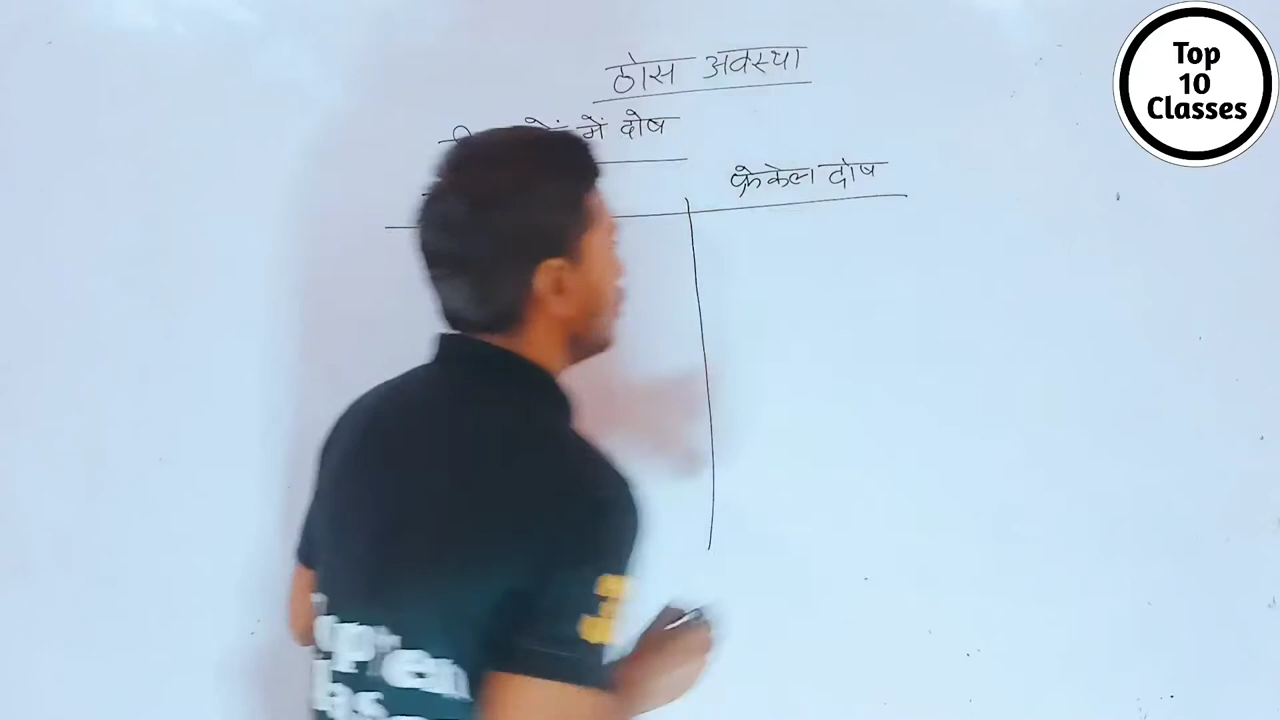 ठोस अवस्था
में दोष
फ्रेंकेल दोष
Top
10
Classes